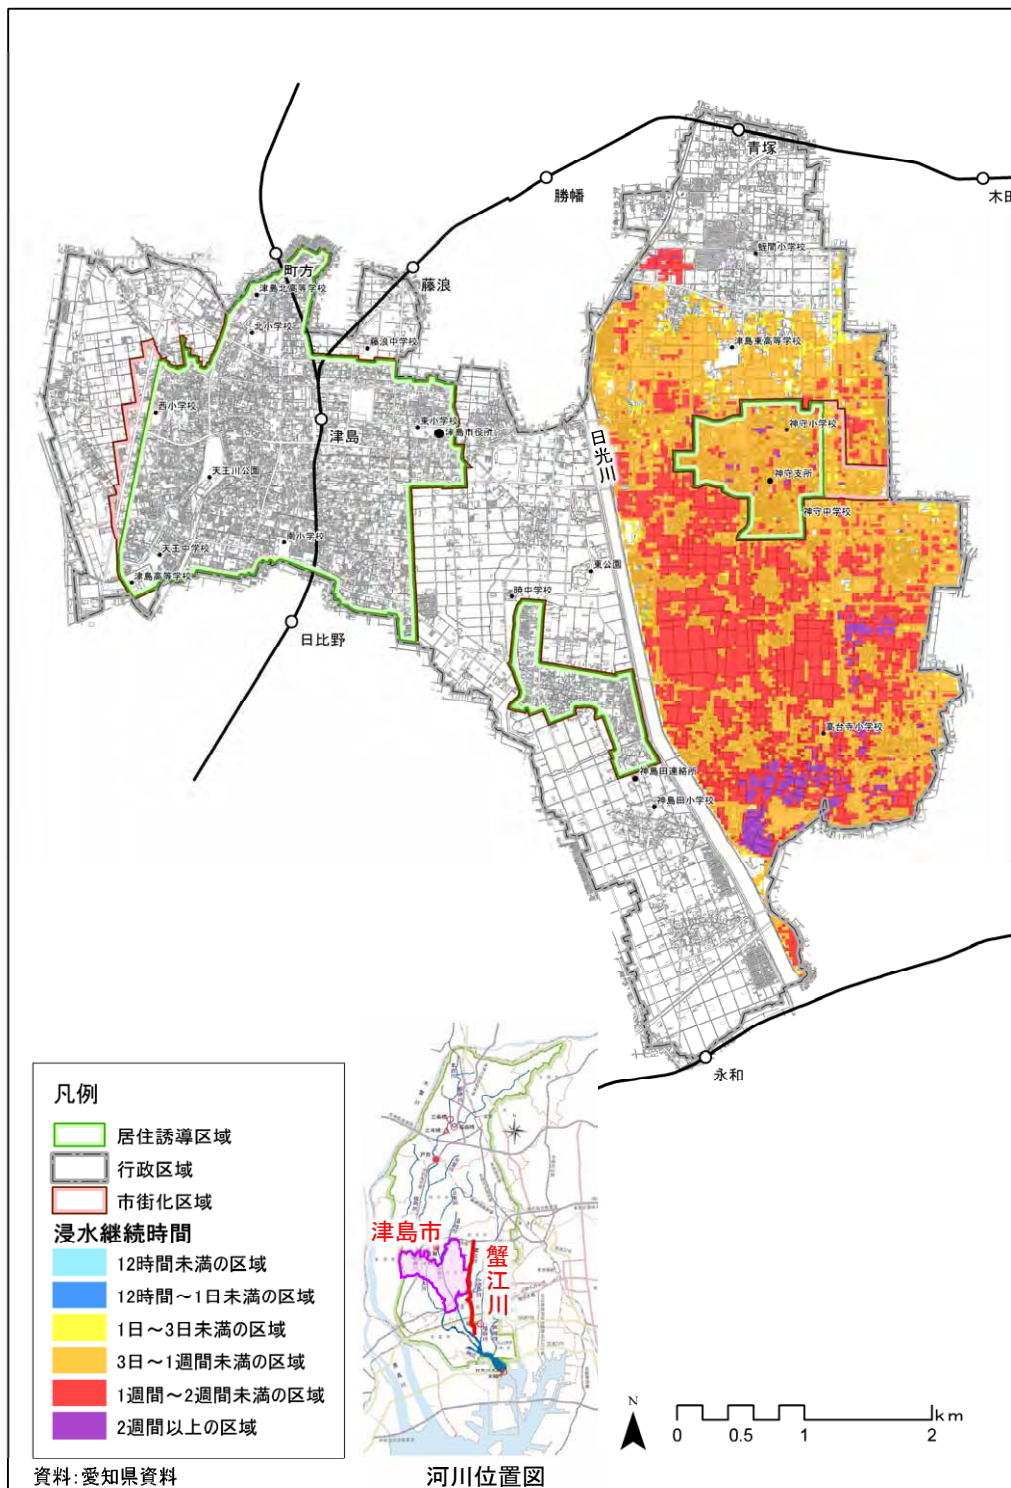 青塚
木田
勝幡
蛭間小学校
町方
藤浪
津島北高等学校
北小学校
藤浪中学校
津島東高等学校
西小学校
津島
東小学校
津島市役所
日光川
神守小学校
天王川公園
神守支所
神守中学校
南小学校
天王中学校
津島高等学校
東公園
暁中学校
日比野
高台寺小学校
神島田連絡所
神島田小学校
永和
凡例
居住誘導区域
行政区域
市街化区域
浸水継続時間
12時間未満の区域
12時間～1日未満の区域
1日～3日未満の区域
3日～1週間未満の区域
1週間～2週間未満の区域
2週間以上の区域
資料:愛知県資料
津島市
蟹江川
河川位置図
N
0 0.5 1 2
km